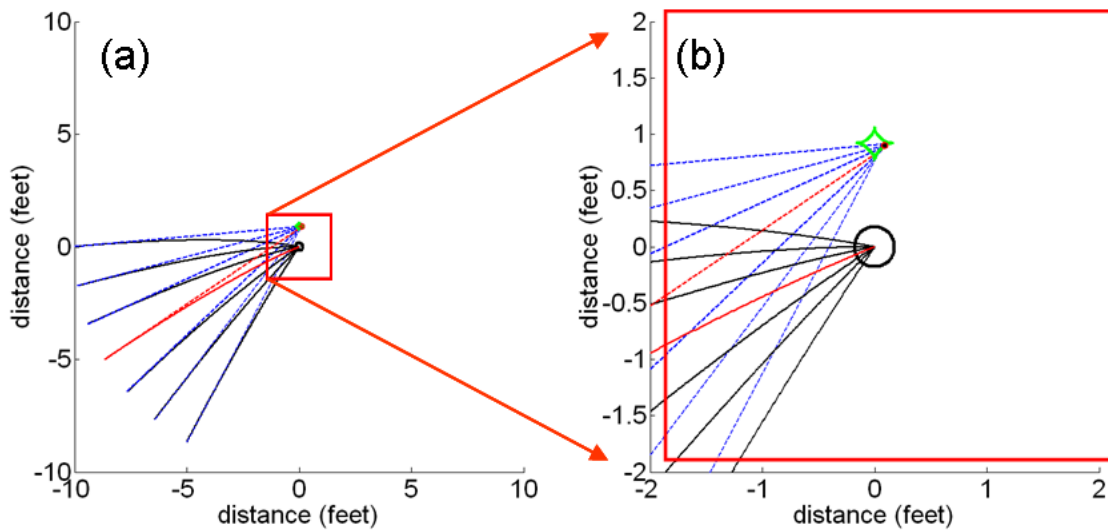 (a)
10
5
0
-5
-10
distance (feet)
-10 -5 0 5 10
distance (feet)
(b)
2
1.5
1
0.5
0
-0.5
-1
-1.5
-2
distance (feet)
-2 -1 0 1 2
distance (feet)